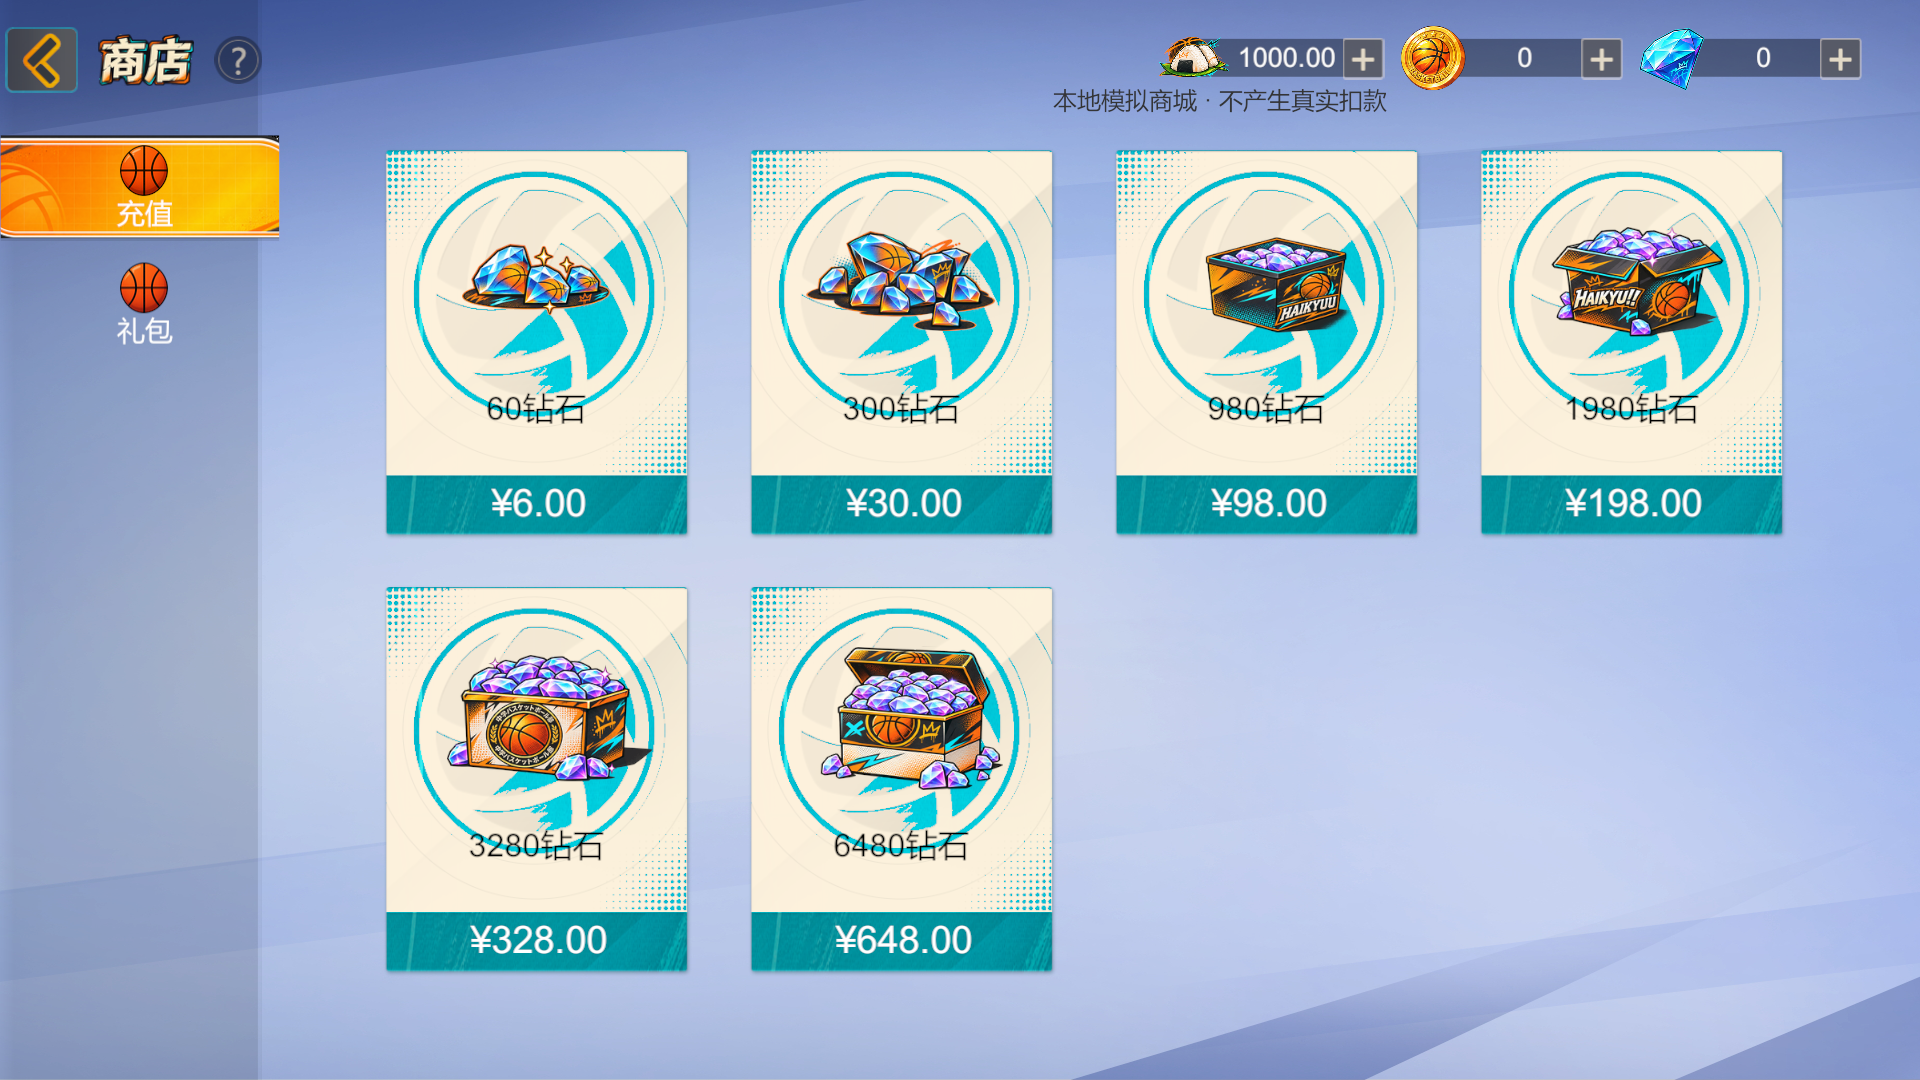 商店
?
1000.00
0
0
本地模拟商城 · 不产生真实扣款
充值
礼包
60钻石
¥6.00
300钻石
¥30.00
HAIKYUU
980钻石
¥98.00
HAIKYU!!
1980钻石
¥198.00
3280钻石
¥328.00
6480钻石
¥648.00